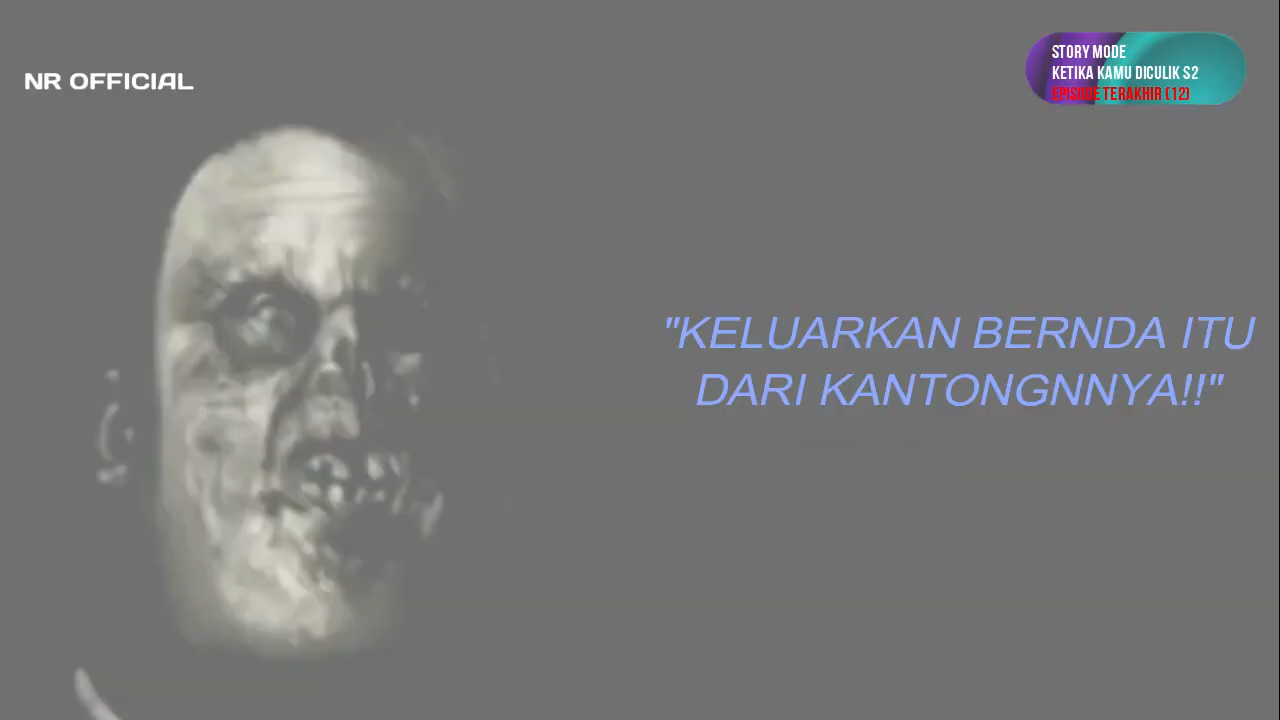 NR OFFICIAL
STORY MODE
KETIKA KAMU DICULIK S2
EPISODE TERAKHIR (12)
"KELUARKAN BERNDA ITU
DARI KANTONGNNYA!!"